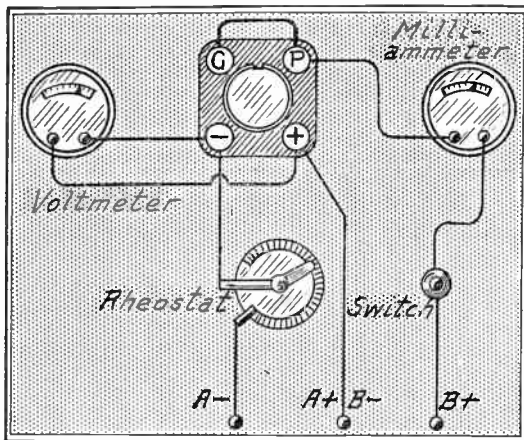 Milli-
ammeter
G P
- +
Voltmeter
Rheostat
Switch
A- A+ B- B+